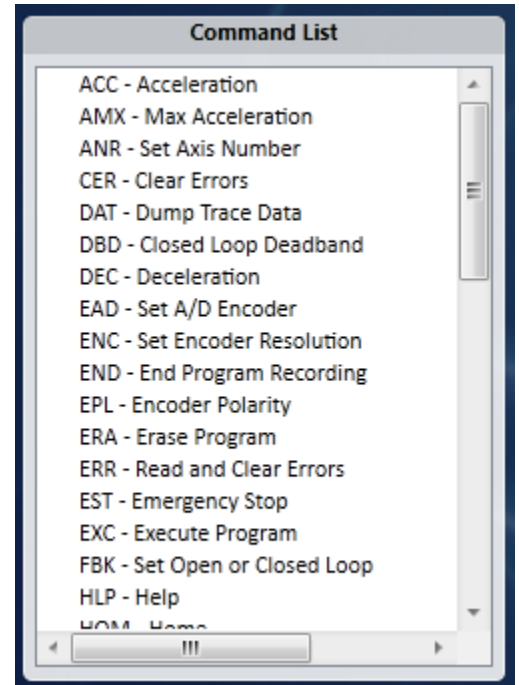 Command List
ACC - Acceleration
AMX - Max Acceleration
ANR - Set Axis Number
CER - Clear Errors
DAT - Dump Trace Data
DBD - Closed Loop Deadband
DEC - Deceleration
EAD - Set A/D Encoder
ENC - Set Encoder Resolution
END - End Program Recording
EPL - Encoder Polarity
ERA - Erase Program
ERR - Read and Clear Errors
EST - Emergency Stop
EXC - Execute Program
FBK - Set Open or Closed Loop
HLP - Help
HOM - Home